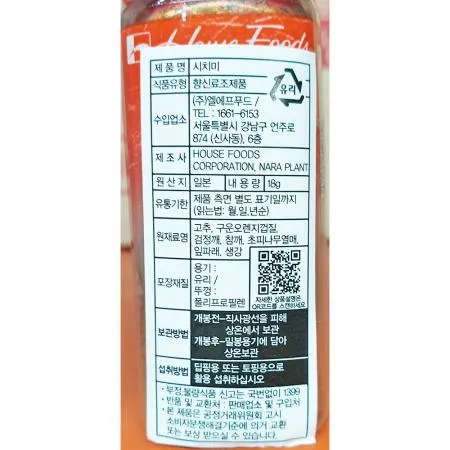 House Foods
제 품 명 시치미
식품유형 향신료조제품
유리
수입업소 (주)엘에프푸드 /
TEL : 1661-6153
서울특별시 강남구 언주로
874 (신사동), 6층
제 조 사 HOUSE FOODS
CORPORATION, NARA PLANT
원 산 지 일본 내 용 량 18g
유통기한 제품 측면 별도 표기일까지
(읽는법: 월,일,년순)
원재료명 고추, 구운오렌지껍질,
검정깨, 참깨, 초피나무열매,
잎파래, 생강
포장재질 용기 :
유리 /
뚜껑 :
폴리프로필렌
자세한 상품설명은
QR코드를 스캔하세요
보관방법 개봉전-직사광선을 피해
상온에서 보관
개봉후-밀봉용기에 담아
상온보관
섭취방법 딥핑용 또는 토핑용으로
활용 섭취하십시오
• 부정,불량식품 신고는 국번없이 1399
• 반품 및 교환처 : 판매업소 및 구입처
• 본 제품은 공정거래위원회 고시
소비자분쟁해결기준에 의거 교환
또는 보상 받으실 수 있습니다.